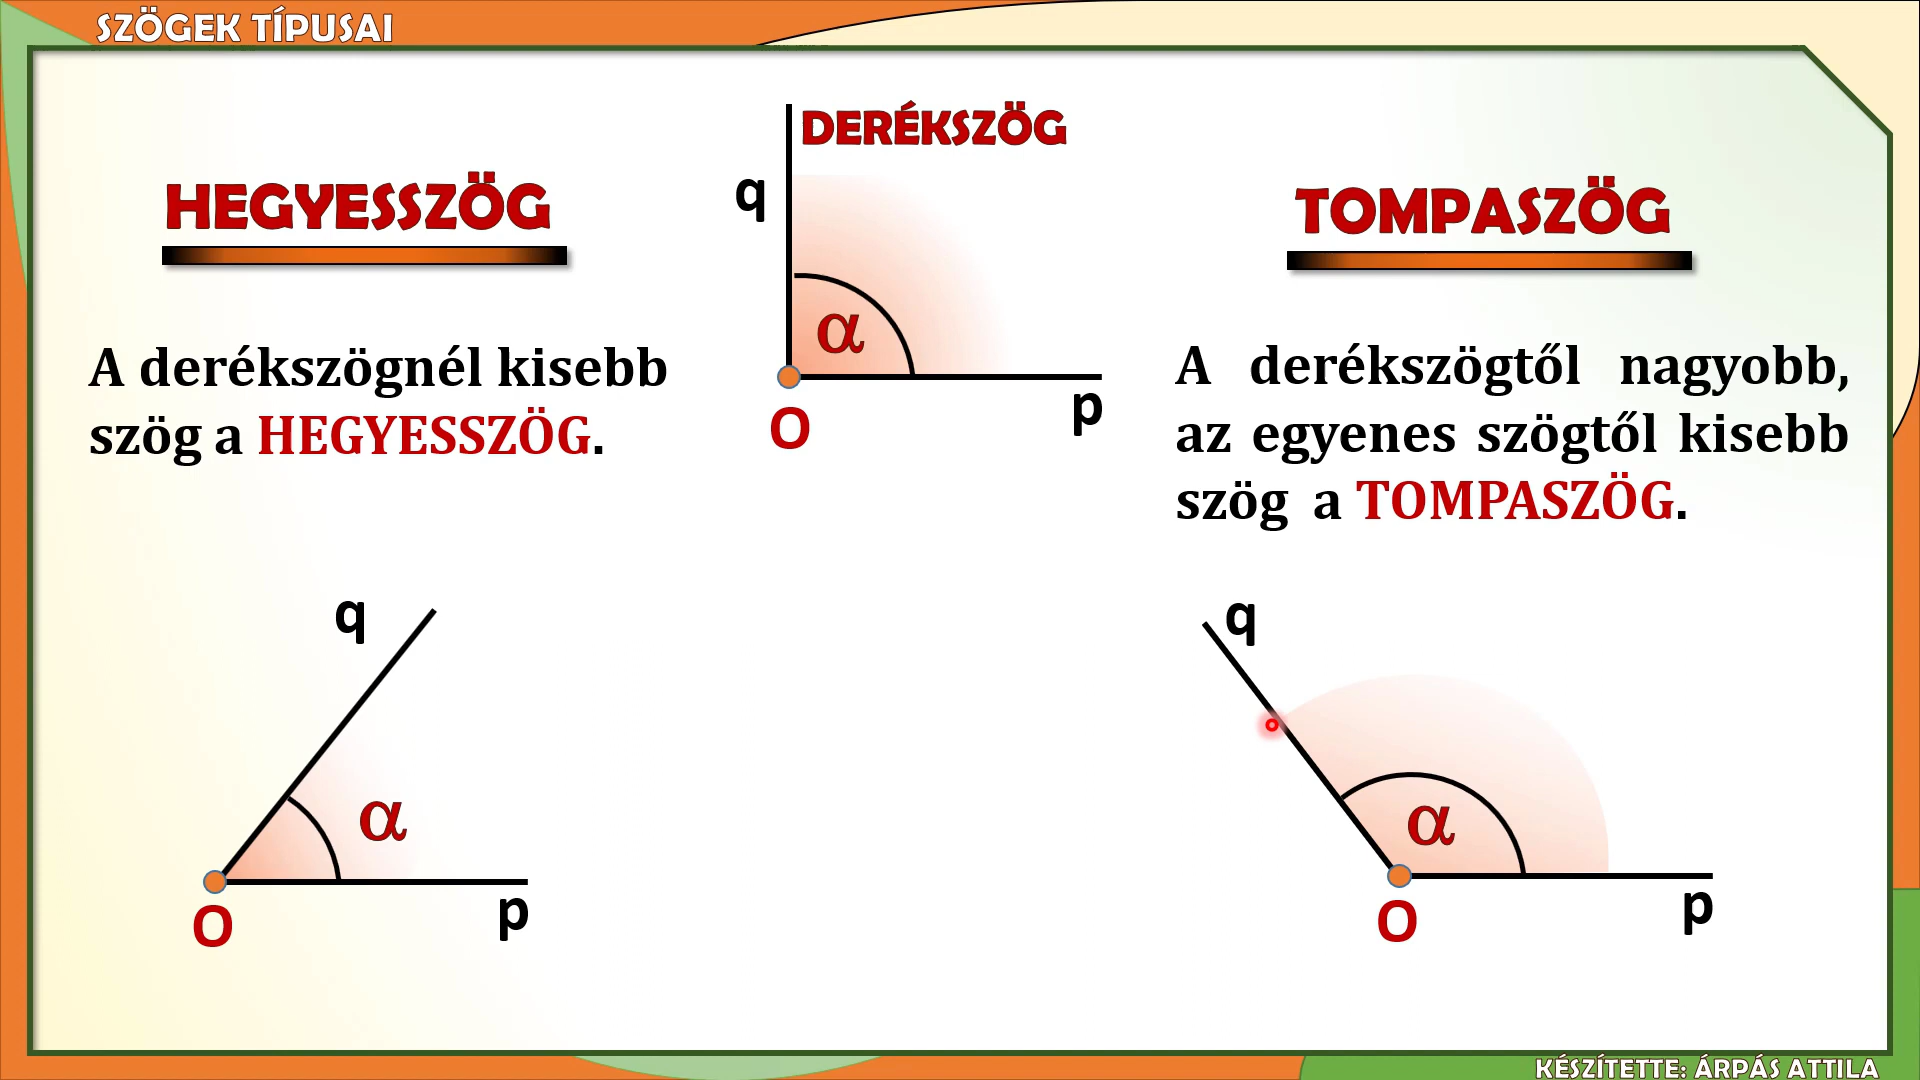 SZÖGEK TÍPUSAI
HEGYESSZÖG
A derékszögnél kisebb
szög a HEGYESSZÖG.
q
α
O
p
DERÉKSZÖG
q
α
O
p
TOMPASZÖG
A derékszögtől nagyobb,
az egyenes szögtől kisebb
szög a TOMPASZÖG.
q
α
O
p
KÉSZÍTETTE: ÁRPÁS ATTILA